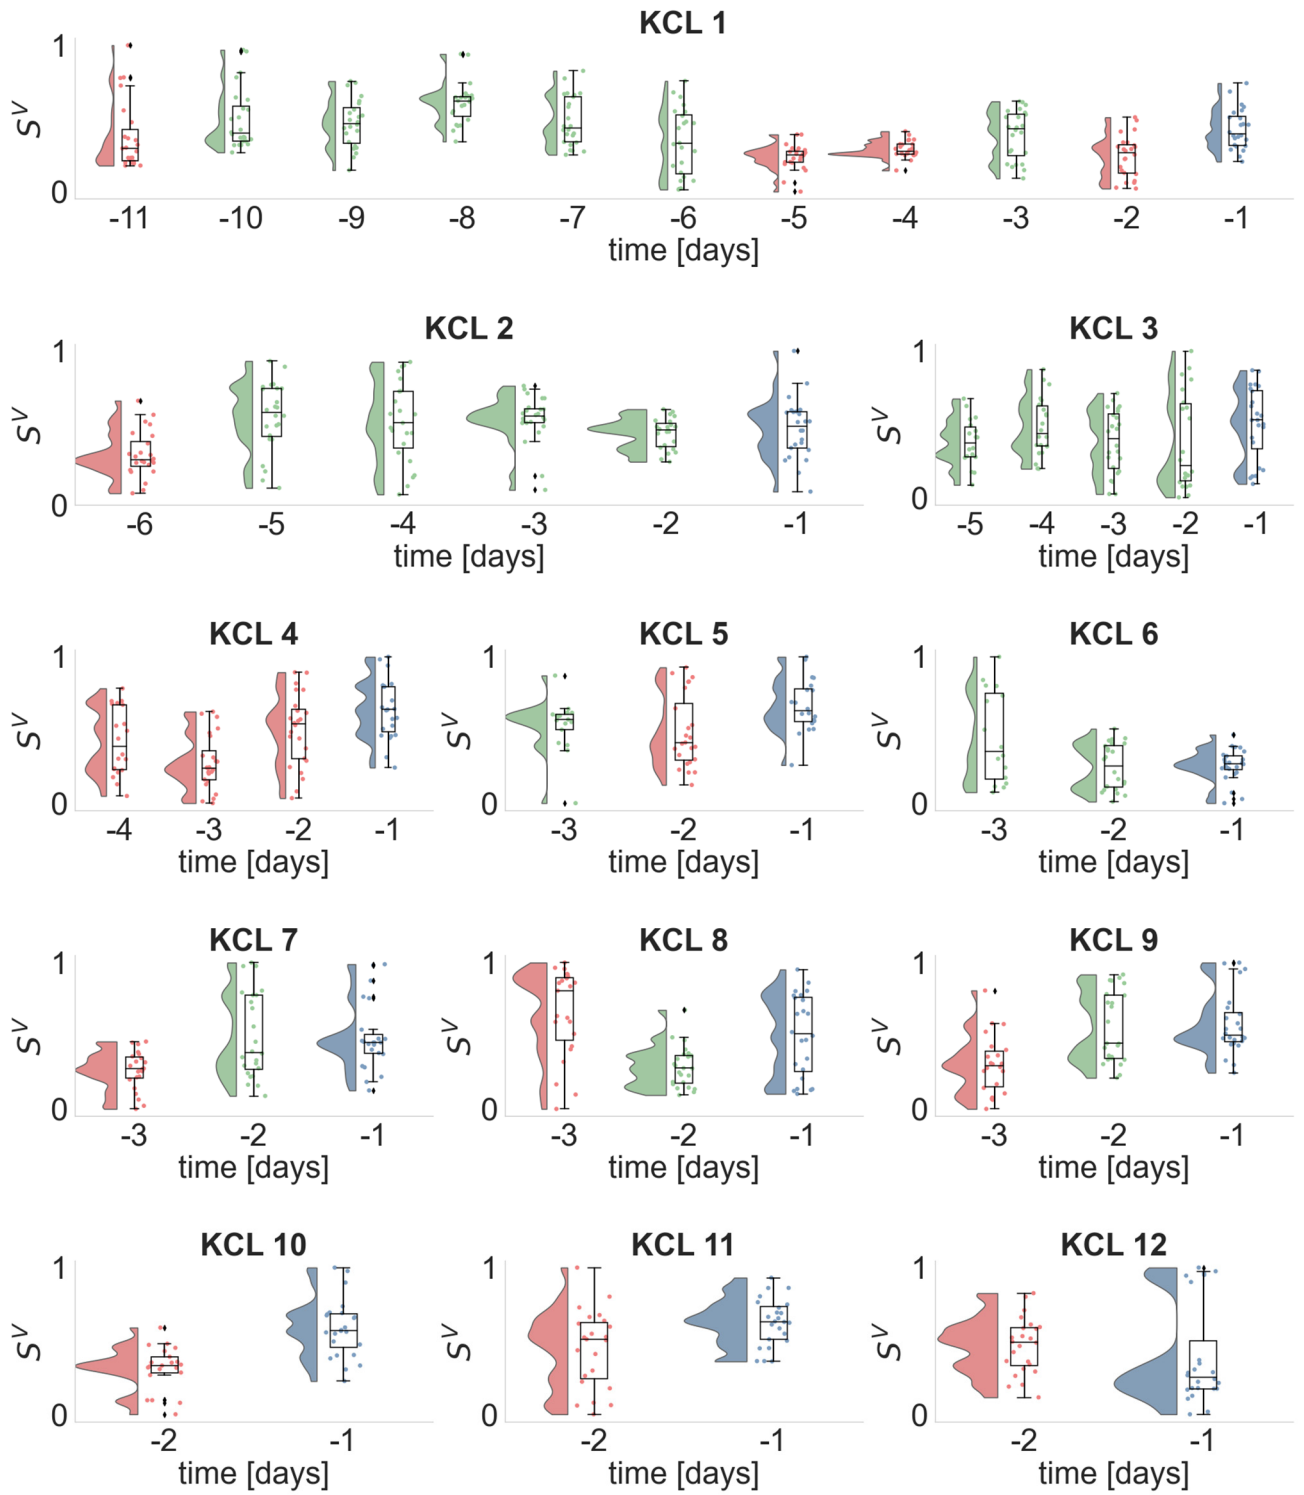 KCL 1
1
S^V
0
-11 -10 -9 -8 -7 -6 -5 -4 -3 -2 -1
time [days]
KCL 2
1
S^V
0
-6 -5 -4 -3 -2 -1
time [days]
KCL 3
1
S^V
0
-5 -4 -3 -2 -1
time [days]
KCL 4
1
S^V
0
-4 -3 -2 -1
time [days]
KCL 5
1
S^V
0
-3 -2 -1
time [days]
KCL 6
1
S^V
0
-3 -2 -1
time [days]
KCL 7
1
S^V
0
-3 -2 -1
time [days]
KCL 8
1
S^V
0
-3 -2 -1
time [days]
KCL 9
1
S^V
0
-3 -2 -1
time [days]
KCL 10
1
S^V
0
-2 -1
time [days]
KCL 11
1
S^V
0
-2 -1
time [days]
KCL 12
1
S^V
0
-2 -1
time [days]